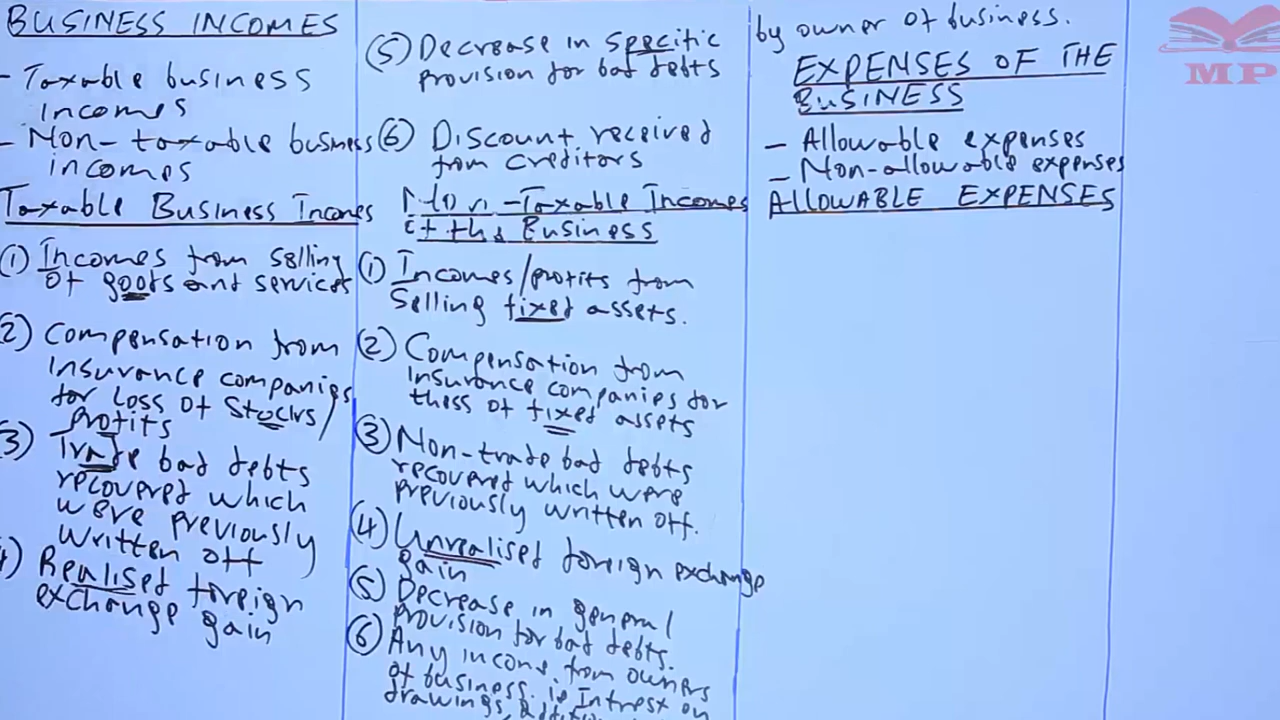 BUSINESS INCOMES
- Taxable business
incomes
- Non-taxable business
incomes
Taxable Business Incomes
(1) Incomes from selling
of goods and services
(2) Compensation from
insurance companies
for loss of stocks/
profits
(3) Trade bad debts
recovered which
were previously
written off
4) Realised foreign
exchange gain
(5) Decrease in specific
provision for bad debts
(6) Discount received
from creditors
Non-Taxable Incomes
of the Business
(1) Incomes/profits from
Selling fixed assets.
(2) Compensation from
insurance companies for
of fixed assets
(3) Non-trade bad debts
recovered which were
previously written off.
(4) Unrealised foreign exchange
gain
(5) Decrease in general
provision for bad debts.
(6) Any income from owners
of business. ie Intrest on
drawings
by owner of business.
EXPENSES OF THE
BUSINESS
- Allowable expenses
- Non-allowable expenses
ALLOWABLE EXPENSES
MP